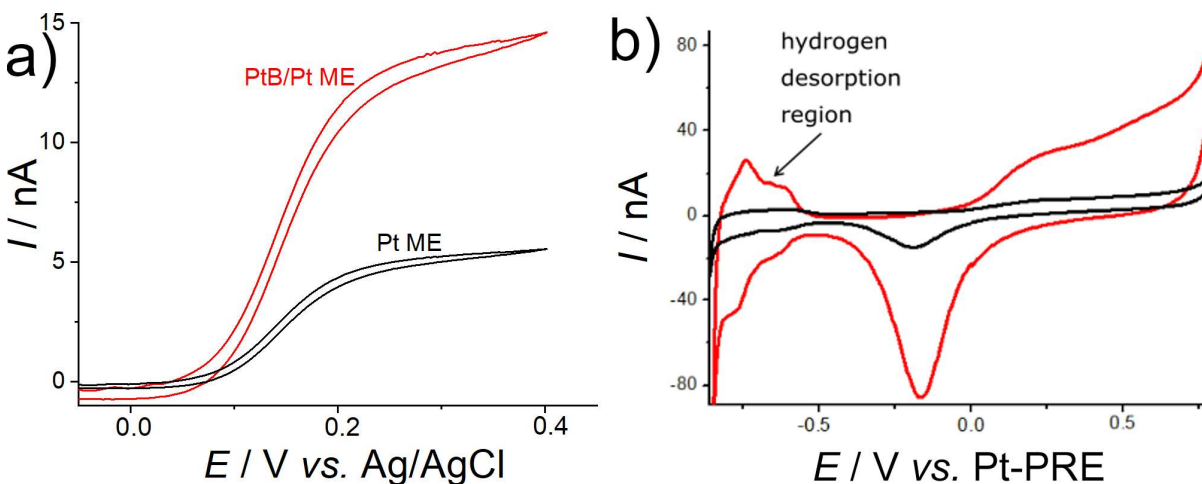 a)
15
10
5
0
I / nA
PtB/Pt ME
Pt ME
0.0 0.2 0.4
E / V vs. Ag/AgCl
b)
hydrogen
desorption
region
80
40
0
-40
-80
I / nA
-0.5 0.0 0.5
E / V vs. Pt-PRE